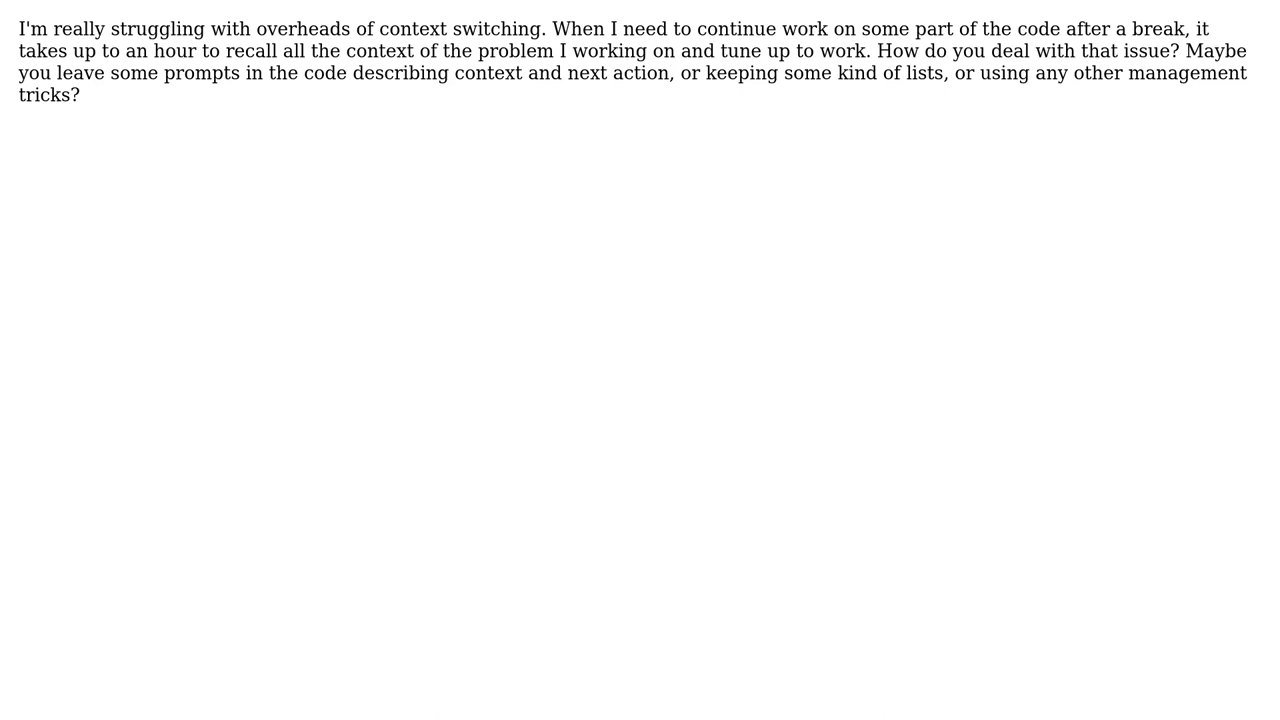 I'm really struggling with overheads of context switching. When I need to continue work on some part of the code after a break, it
takes up to an hour to recall all the context of the problem I working on and tune up to work. How do you deal with that issue? Maybe
you leave some prompts in the code describing context and next action, or keeping some kind of lists, or using any other management
tricks?